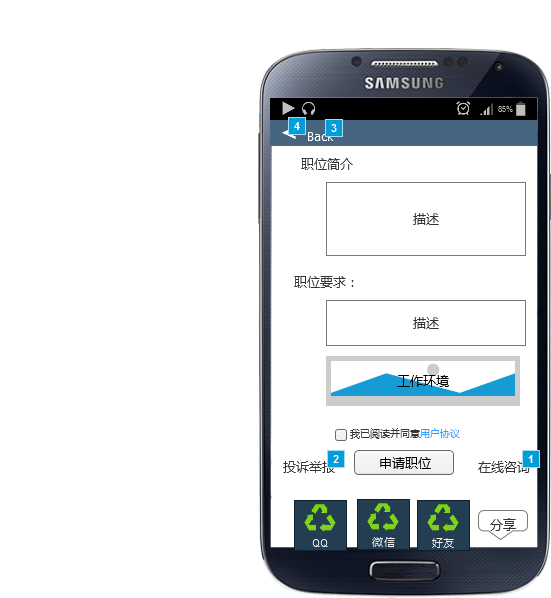 SAMSUNG
85%
4
3
Back
职位简介
描述
职位要求：
描述
工作环境
我已阅读并同意用户协议
投诉举报 2
申请职位
在线咨询 1
QQ
微信
好友
分享